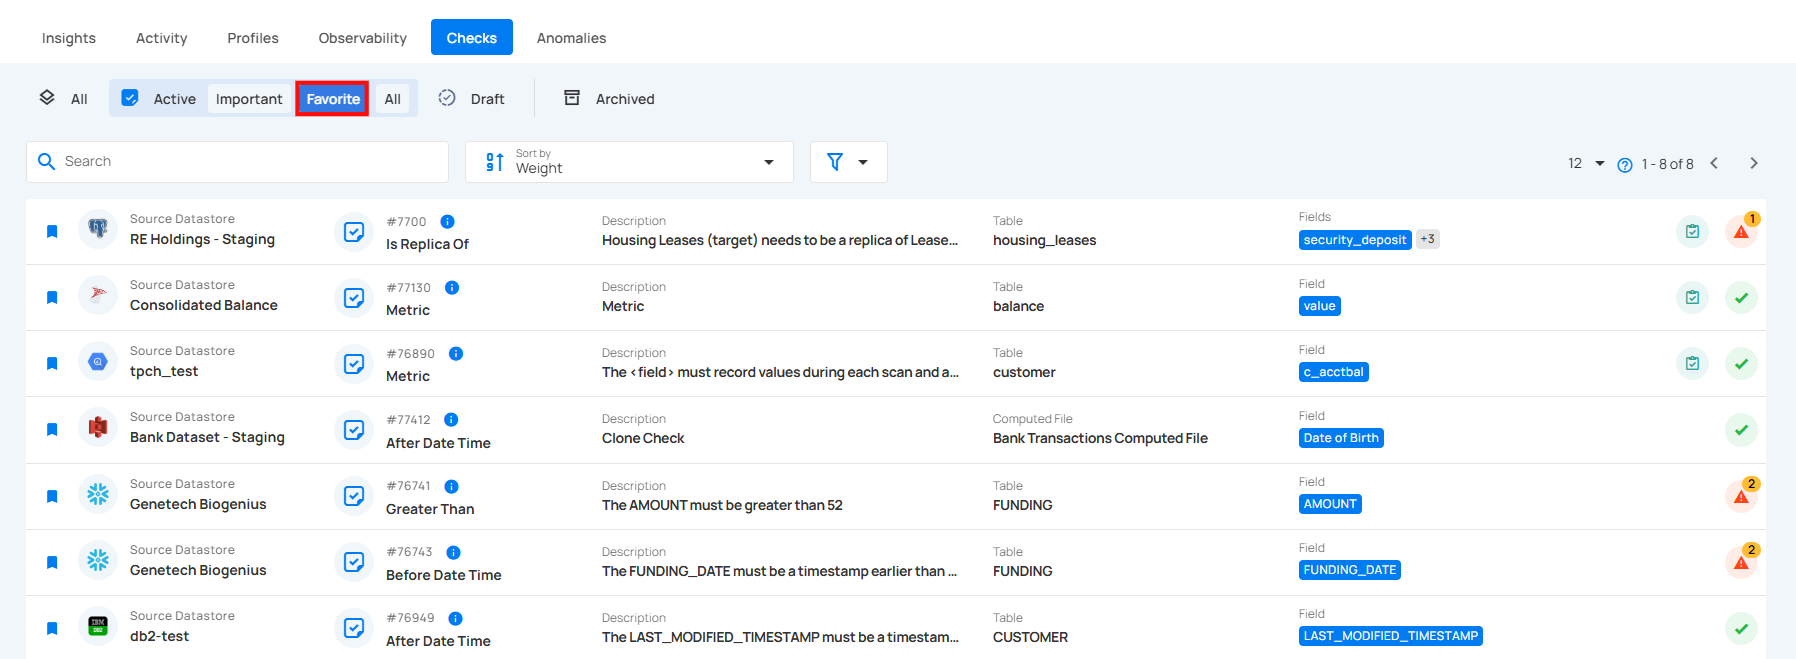 Insights Activity Profiles Observability Checks Anomalies
All Active Important Favorite All Draft Archived
Search
Sort by
Weight
12 1 - 8 of 8
Source Datastore
RE Holdings - Staging
#7700
Is Replica Of
Description
Housing Leases (target) needs to be a replica of Lease...
Table
housing_leases
Fields
security_deposit +3
1
Source Datastore
Consolidated Balance
#77130
Metric
Description
Metric
Table
balance
Field
value
Source Datastore
tpch_test
#76890
Metric
Description
The <field> must record values during each scan and a...
Table
customer
Field
c_acctbal
Source Datastore
Bank Dataset - Staging
#77412
After Date Time
Description
Clone Check
Computed File
Bank Transactions Computed File
Field
Date of Birth
Source Datastore
Genetech Biogenius
#76741
Greater Than
Description
The AMOUNT must be greater than 52
Table
FUNDING
Field
AMOUNT
2
Source Datastore
Genetech Biogenius
#76743
Before Date Time
Description
The FUNDING_DATE must be a timestamp earlier than ...
Table
FUNDING
Field
FUNDING_DATE
2
IBM
DB2
Source Datastore
db2-test
#76949
After Date Time
Description
The LAST_MODIFIED_TIMESTAMP must be a timestam...
Table
CUSTOMER
Field
LAST_MODIFIED_TIMESTAMP